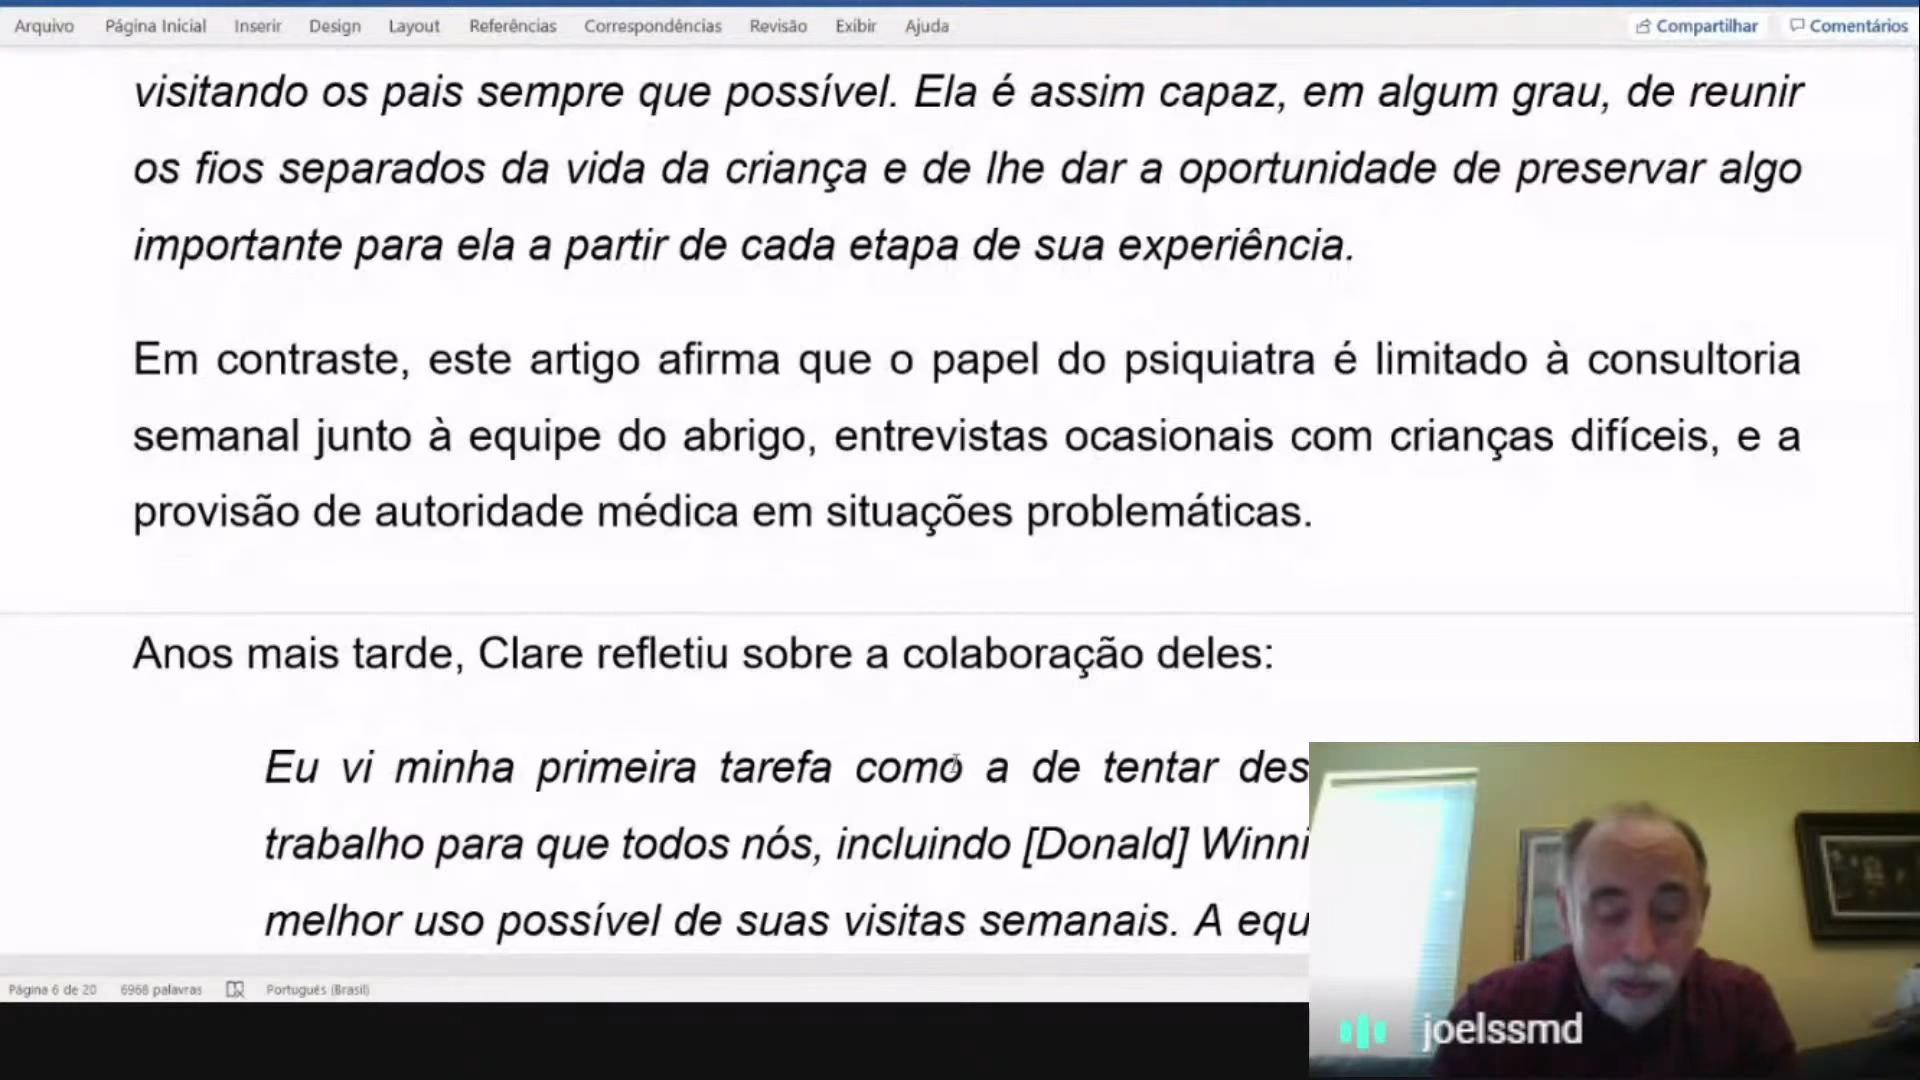 Arquivo Página Inicial Inserir Design Layout Referências Correspondências Revisão Exibir Ajuda Compartilhar Comentários
visitando os pais sempre que possível. Ela é assim capaz, em algum grau, de reunir
os fios separados da vida da criança e de lhe dar a oportunidade de preservar algo
importante para ela a partir de cada etapa de sua experiência.
Em contraste, este artigo afirma que o papel do psiquiatra é limitado à consultoria
semanal junto à equipe do abrigo, entrevistas ocasionais com crianças difíceis, e a
provisão de autoridade médica em situações problemáticas.
Anos mais tarde, Clare refletiu sobre a colaboração deles:
Eu vi minha primeira tarefa como a de tentar des
trabalho para que todos nós, incluindo [Donald] Winni
melhor uso possível de suas visitas semanais. A equ
Página 6 de 20 6968 palavras Português (Brasil)
joelssmd